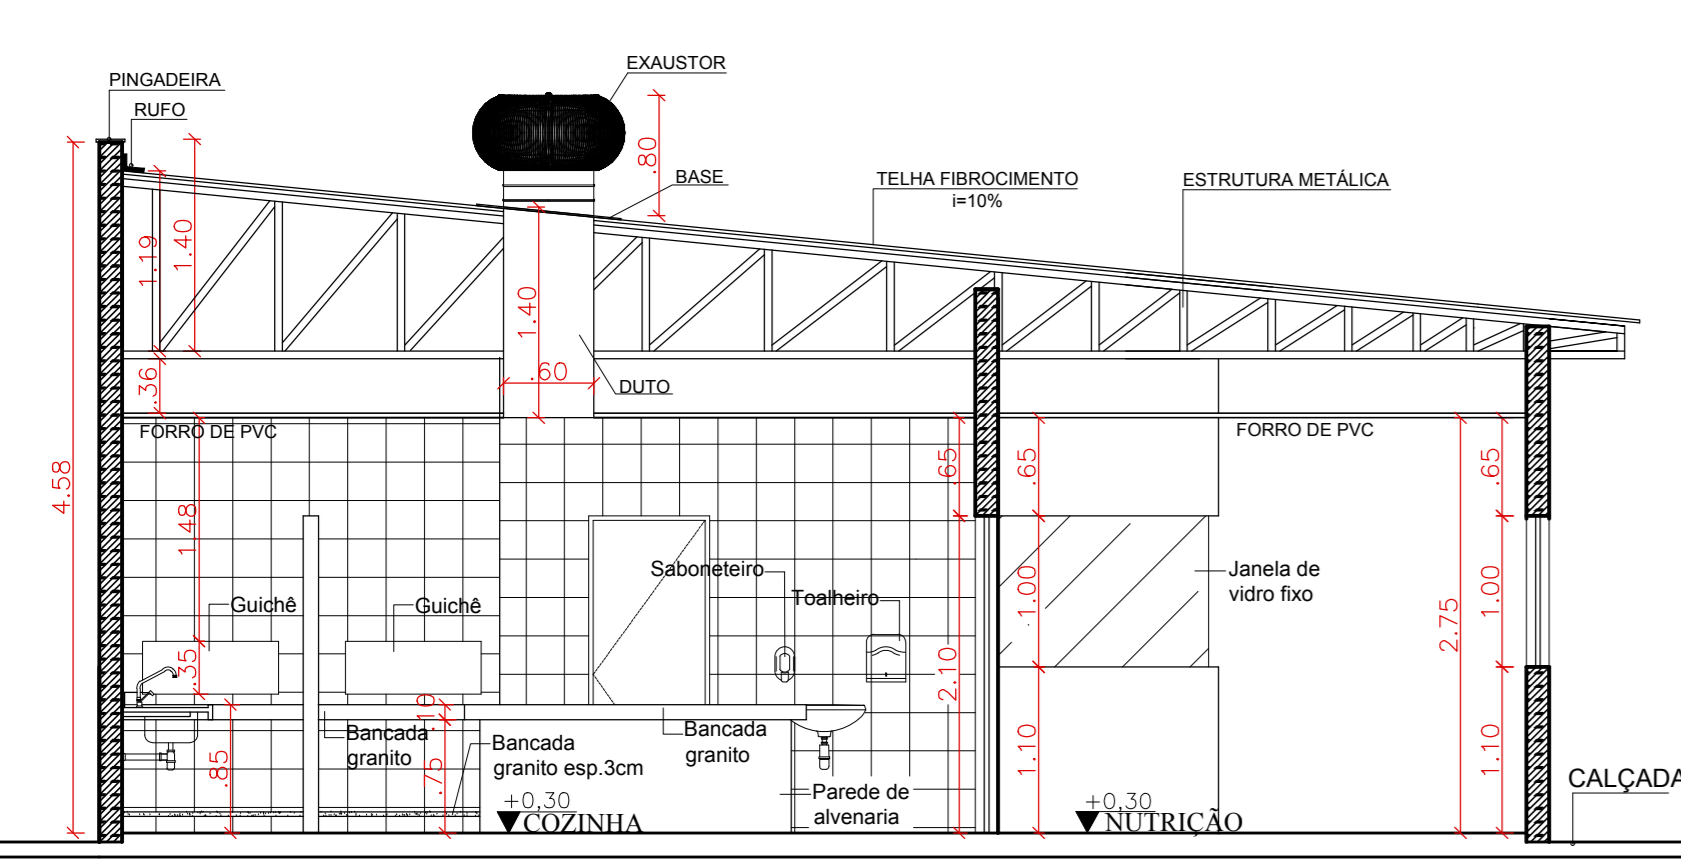 EXAUSTOR
PINGADEIRA
RUFO
.80
BASE
TELHA FIBROCIMENTO
i=10%
ESTRUTURA METÁLICA
1.19
1.40
1.40
.36
.60
DUTO
FORRO DE PVC
FORRO DE PVC
4.58
1.48
.65
.65
.65
Saboneteiro
Toalheiro
Janela de
vidro fixo
1.00
1.00
Guichê
Guichê
2.75
.35
2.10
.10
Bancada
granito
Bancada
granito esp.3cm
Bancada
granito
.85
.75
1.10
1.10
CALÇADA
Parede de
alvenaria
+0,30
COZINHA
+0,30
NUTRIÇÃO